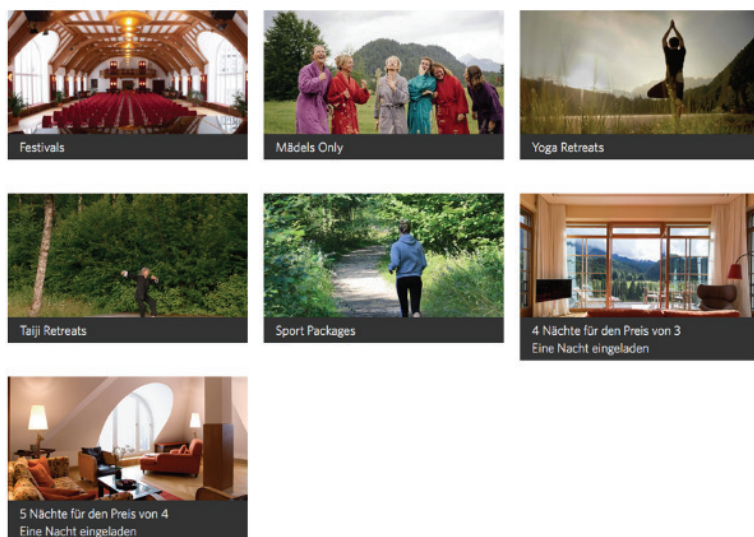 Festivals
Mädels Only
Yoga Retreats
Taiji Retreats
Sport Packages
4 Nächte für den Preis von 3
Eine Nacht eingeladen
5 Nächte für den Preis von 4
Eine Nacht eingeladen